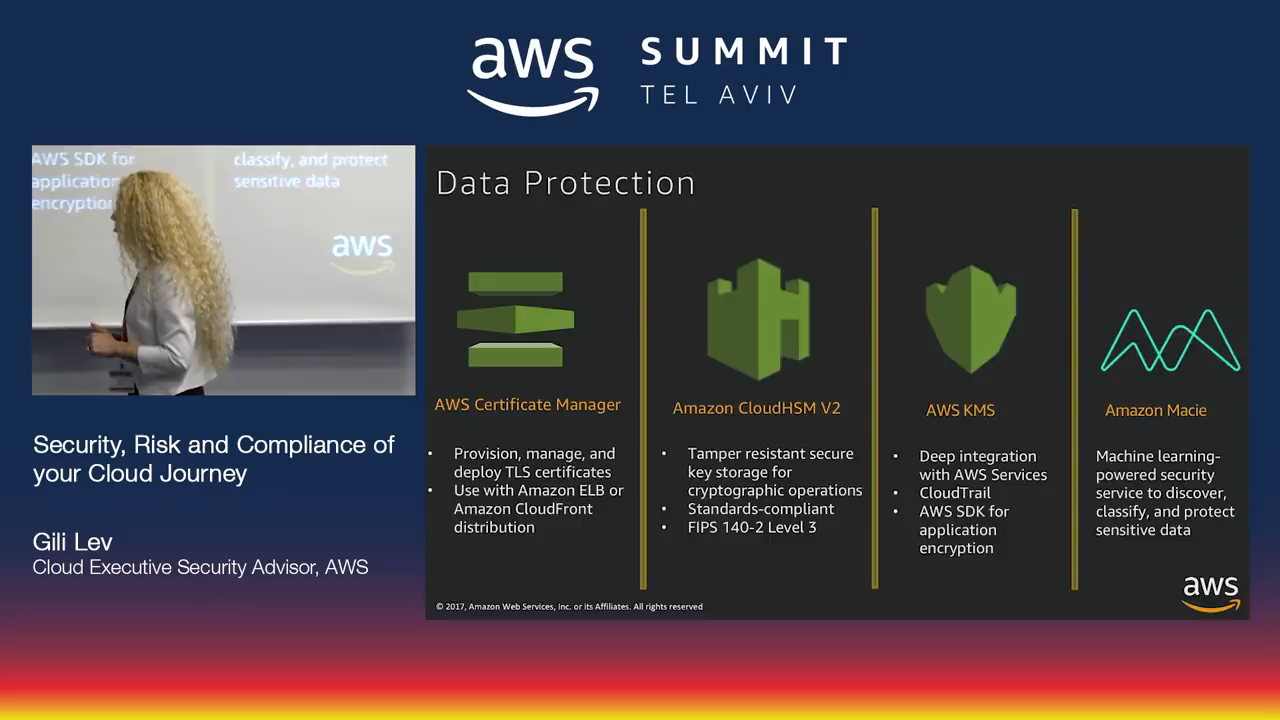 aws
SUMMIT
TEL AVIV
AWS SDK for
application
encryption
classify, and protect
sensitive data
aws
Security, Risk and Compliance of
your Cloud Journey
Gili Lev
Cloud Executive Security Advisor, AWS
Data Protection
AWS Certificate Manager
• Provision, manage, and
deploy TLS certificates
• Use with Amazon ELB or
Amazon CloudFront
distribution
Amazon CloudHSM V2
• Tamper resistant secure
key storage for
cryptographic operations
• Standards-compliant
• FIPS 140-2 Level 3
AWS KMS
• Deep integration
with AWS Services
• CloudTrail
• AWS SDK for
application
encryption
Amazon Macie
Machine learning-
powered security
service to discover,
classify, and protect
sensitive data
© 2017, Amazon Web Services, Inc. or its Affiliates. All rights reserved
aws